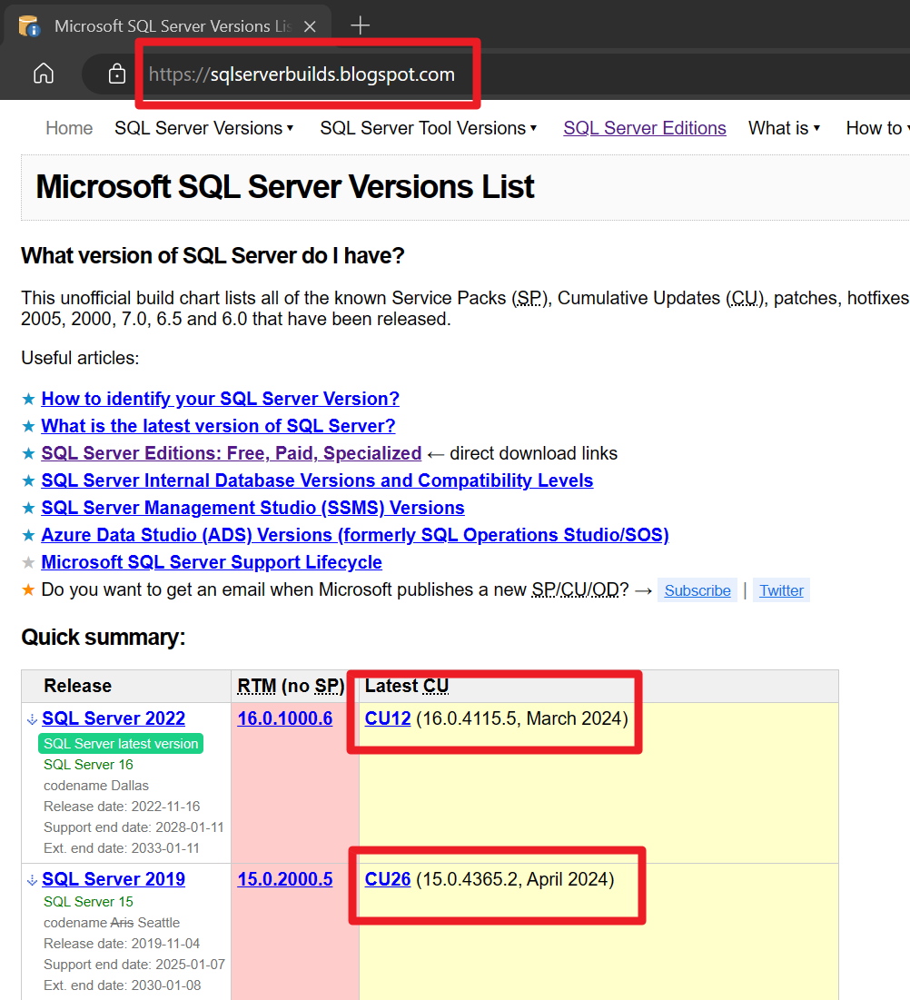 Microsoft SQL Server Versions Lis
https://sqlserverbuilds.blogspot.com
Home SQL Server Versions ▾ SQL Server Tool Versions ▾ SQL Server Editions What is ▾ How to
Microsoft SQL Server Versions List
What version of SQL Server do I have?
This unofficial build chart lists all of the known Service Packs (SP), Cumulative Updates (CU), patches, hotfixes
2005, 2000, 7.0, 6.5 and 6.0 that have been released.
Useful articles:
★ How to identify your SQL Server Version?
★ What is the latest version of SQL Server?
★ SQL Server Editions: Free, Paid, Specialized ← direct download links
★ SQL Server Internal Database Versions and Compatibility Levels
★ SQL Server Management Studio (SSMS) Versions
★ Azure Data Studio (ADS) Versions (formerly SQL Operations Studio/SOS)
★ Microsoft SQL Server Support Lifecycle
★ Do you want to get an email when Microsoft publishes a new SP/CU/OD? → Subscribe | Twitter
Quick summary:
Release RTM (no SP) Latest CU
SQL Server 2022 16.0.1000.6 CU12 (16.0.4115.5, March 2024)
SQL Server latest version
SQL Server 16
codename Dallas
Release date: 2022-11-16
Support end date: 2028-01-11
Ext. end date: 2033-01-11
SQL Server 2019 15.0.2000.5 CU26 (15.0.4365.2, April 2024)
SQL Server 15
codename Aris Seattle
Release date: 2019-11-04
Support end date: 2025-01-07
Ext. end date: 2030-01-08